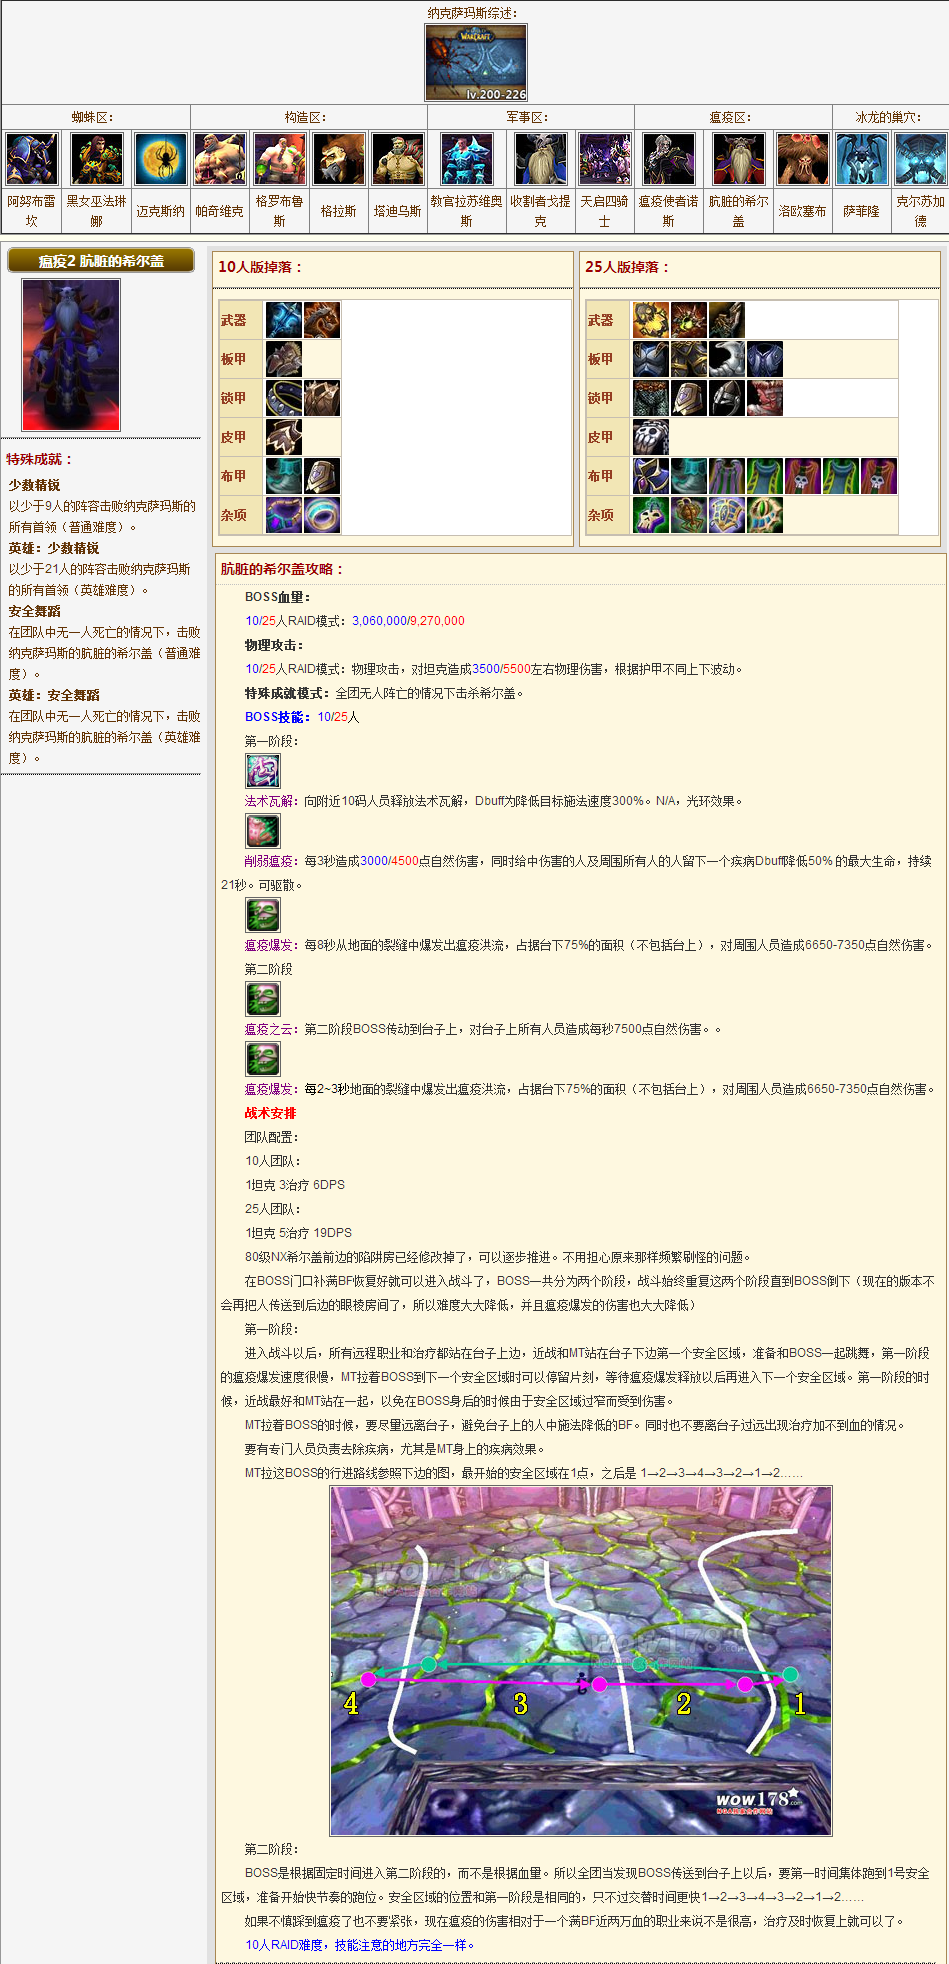 纳克萨玛斯综述：
WARCRAFT
lv.200-226
蜘蛛区： 构造区： 军事区： 瘟疫区： 冰龙的巢穴：
阿努布雷坎 黑女巫法琳娜 迈克斯纳 帕奇维克 格罗布鲁斯 格拉斯 塔迪乌斯 教官拉苏维奥斯 收割者戈提克 天启四骑士 瘟疫使者诺斯 肮脏的希尔盖 洛欧塞布 萨菲隆 克尔苏加德
瘟疫2 肮脏的希尔盖
特殊成就：
少数精锐
以少于9人的阵容击败纳克萨玛斯的
所有首领（普通难度）。
英雄：少数精锐
以少于21人的阵容击败纳克萨玛斯
的所有首领（英雄难度）。
安全舞蹈
在团队中无一人死亡的情况下，击败
纳克萨玛斯的肮脏的希尔盖（普通难
度）。
英雄：安全舞蹈
在团队中无一人死亡的情况下，击败
纳克萨玛斯的肮脏的希尔盖（英雄难
度）。
10人版掉落：
武器
板甲
锁甲
皮甲
布甲
杂项
25人版掉落：
武器
板甲
锁甲
皮甲
布甲
杂项
肮脏的希尔盖攻略：
BOSS血量：
10/25人RAID模式：3,060,000/9,270,000
物理攻击：
10/25人RAID模式：物理攻击，对坦克造成3500/5500左右物理伤害，根据护甲不同上下波动。
特殊成就模式：全团无人阵亡的情况下击杀希尔盖。
BOSS技能：10/25人
第一阶段：
法术瓦解：向附近10码人员释放法术瓦解，Dbuff为降低目标施法速度300%。N/A，光环效果。
削弱瘟疫：每3秒造成3000/4500点自然伤害，同时给中伤害的人及周围所有人的人留下一个疾病Dbuff降低50% 的最大生命，持续
21秒。可驱散。
瘟疫爆发：每8秒从地面的裂缝中爆发出瘟疫洪流，占据台下75%的面积（不包括台上），对周围人员造成6650-7350点自然伤害。
第二阶段
瘟疫之云：第二阶段BOSS传动到台子上，对台子上所有人员造成每秒7500点自然伤害。。
瘟疫爆发：每2~3秒地面的裂缝中爆发出瘟疫洪流，占据台下75%的面积（不包括台上），对周围人员造成6650-7350点自然伤害。
战术安排
团队配置：
10人团队：
1坦克 3治疗 6DPS
25人团队：
1坦克 5治疗 19DPS
80级NX希尔盖前边的陷阱房已经修改掉了，可以逐步推进。不用担心原来那样频繁刷怪的问题。
在BOSS门口补满BF恢复好就可以进入战斗了，BOSS一共分为两个阶段，战斗始终重复这两个阶段直到BOSS倒下（现在的版本不
会再把人传送到后边的眼棱房间了，所以难度大大降低，并且瘟疫爆发的伤害也大大降低）
第一阶段：
进入战斗以后，所有远程职业和治疗都站在台子上边，近战和MT站在台子下边第一个安全区域，准备和BOSS一起跳舞，第一阶段
的瘟疫爆发速度很慢，MT拉着BOSS到下一个安全区域时可以停留片刻，等待瘟疫爆发释放以后再进入下一个安全区域。第一阶段的时
候，近战最好和MT站在一起，以免在BOSS身后的时候由于安全区域过窄而受到伤害。
MT拉着BOSS的时候，要尽量远离台子，避免台子上的人中施法降低的BF。同时也不要离台子过远出现治疗加不到血的情况。
要有专门人员负责去除疾病，尤其是MT身上的疾病效果。
MT拉这BOSS的行进路线参照下边的图，最开始的安全区域在1点，之后是 1→2→3→4→3→2→1→2……
wow178.com
wow178.com
4 3 2 1
wow.178.com
NGA独家合作网站
第二阶段：
BOSS是根据固定时间进入第二阶段的，而不是根据血量。所以全团当发现BOSS传送到台子上以后，要第一时间集体跑到1号安全
区域，准备开始快节奏的跑位。安全区域的位置和第一阶段是相同的，只不过交替时间更快1→2→3→4→3→2→1→2……
如果不慎踩到瘟疫了也不要紧张，现在瘟疫的伤害相对于一个满BF近两万血的职业来说不是很高，治疗及时恢复上就可以了。
10人RAID难度，技能注意的地方完全一样。